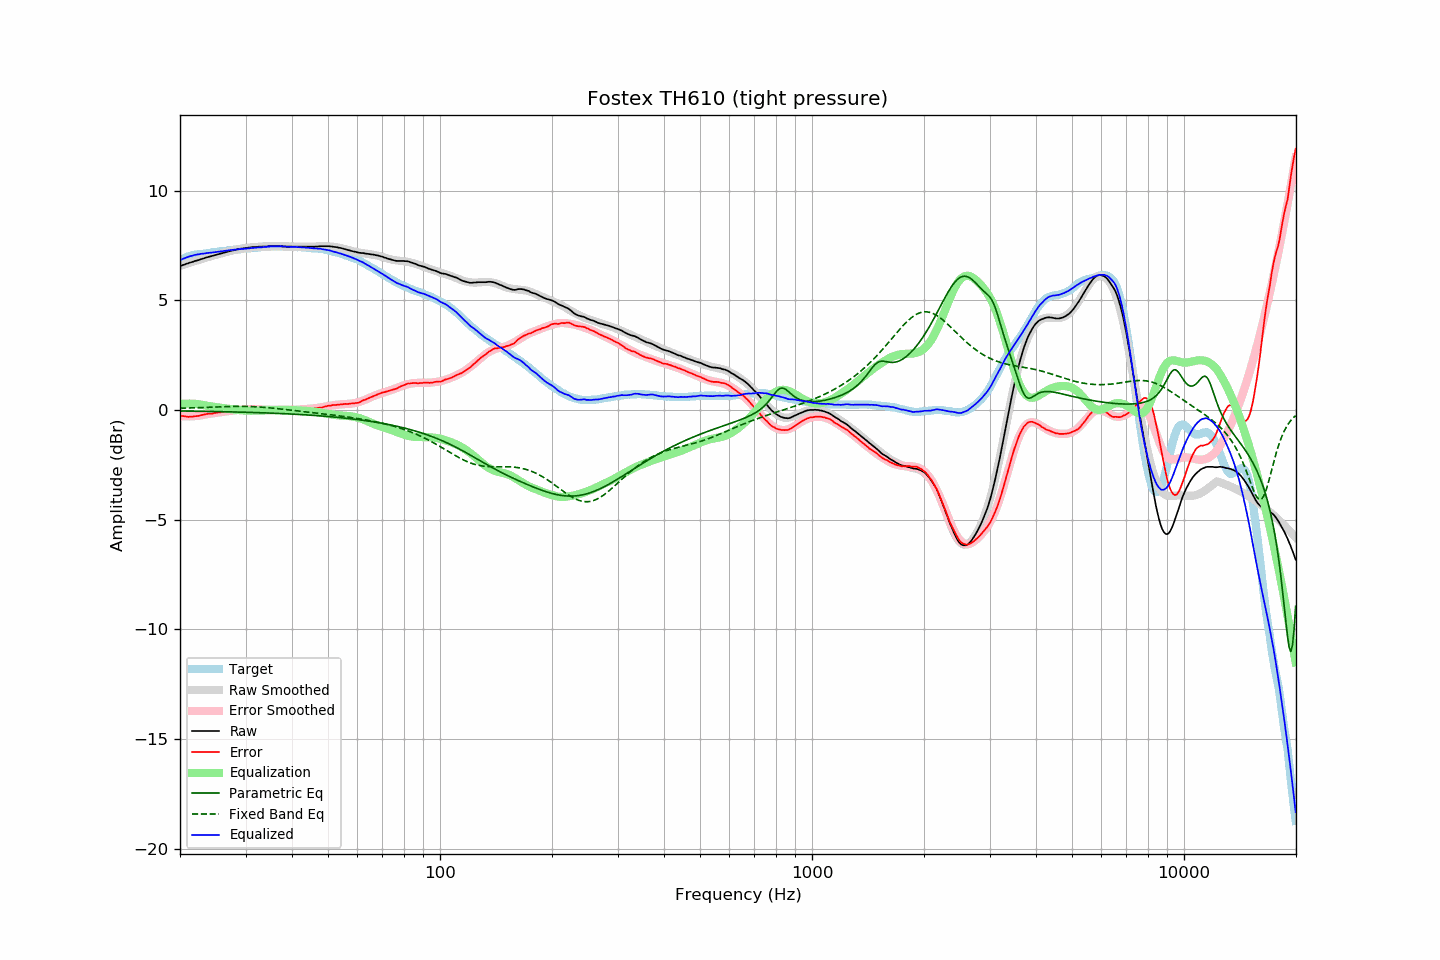 Fostex TH610 (tight pressure)
Amplitude (dBr)
10
5
0
−5
−10
−15
−20
Target
Raw Smoothed
Error Smoothed
Raw
Error
Equalization
Parametric Eq
Fixed Band Eq
Equalized
100 1000 10000
Frequency (Hz)